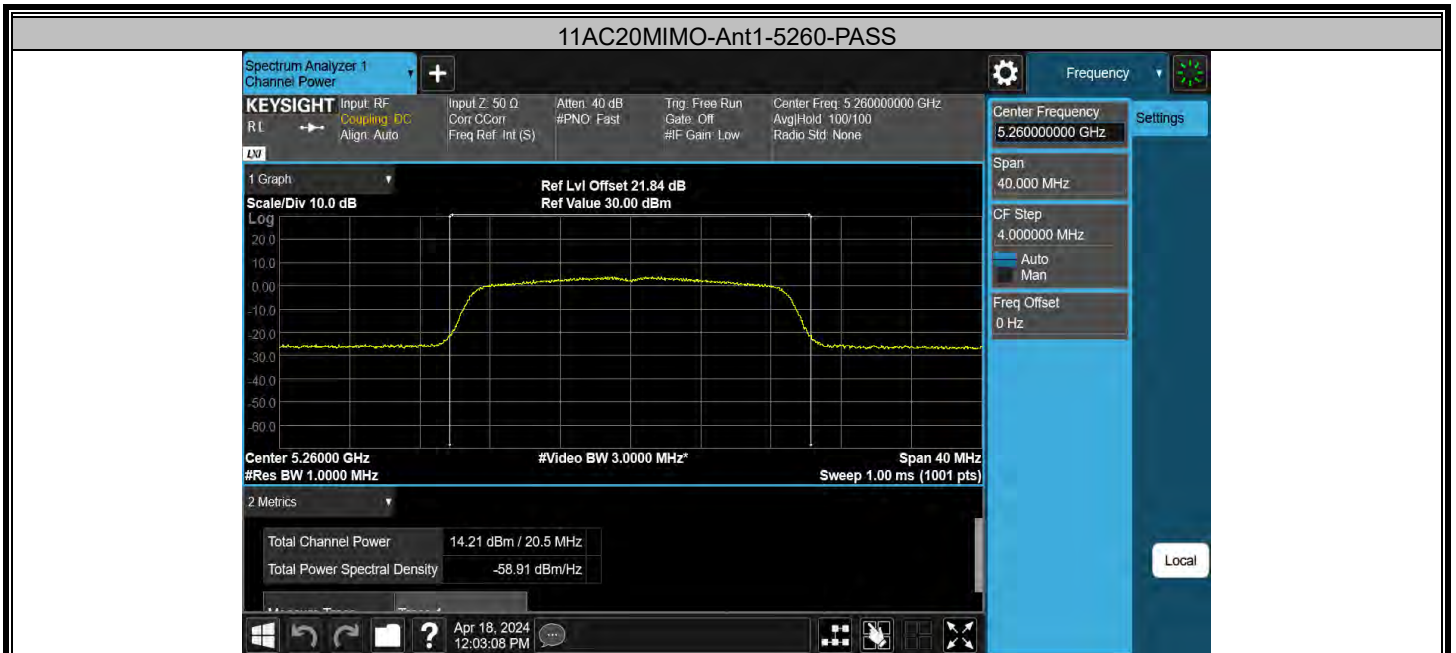 11AC20MIMO-Ant1-5260-PASS
Spectrum Analyzer 1
Channel Power
Frequency
KEYSIGHT
RL
LXI
Input: RF
Coupling: DC
Align: Auto
Input Z: 50 Ω
Corr CCorr
Freq Ref: Int (S)
Atten: 40 dB
#PNO: Fast
Trig: Free Run
Gate: Off
#IF Gain: Low
Center Freq: 5.260000000 GHz
Avg|Hold: 100/100
Radio Std: None
Center Frequency
5.260000000 GHz
Settings
Span
40.000 MHz
CF Step
4.000000 MHz
Auto
Man
Freq Offset
0 Hz
1 Graph
Scale/Div 10.0 dB
Ref Lvl Offset 21.84 dB
Ref Value 30.00 dBm
Log
20.0
10.0
0.00
-10.0
-20.0
-30.0
-40.0
-50.0
-60.0
Center 5.26000 GHz
#Video BW 3.0000 MHz*
Span 40 MHz
#Res BW 1.0000 MHz
Sweep 1.00 ms (1001 pts)
2 Metrics
Total Channel Power 14.21 dBm / 20.5 MHz
Total Power Spectral Density -58.91 dBm/Hz
Local
?
Apr 18, 2024
12:03:08 PM